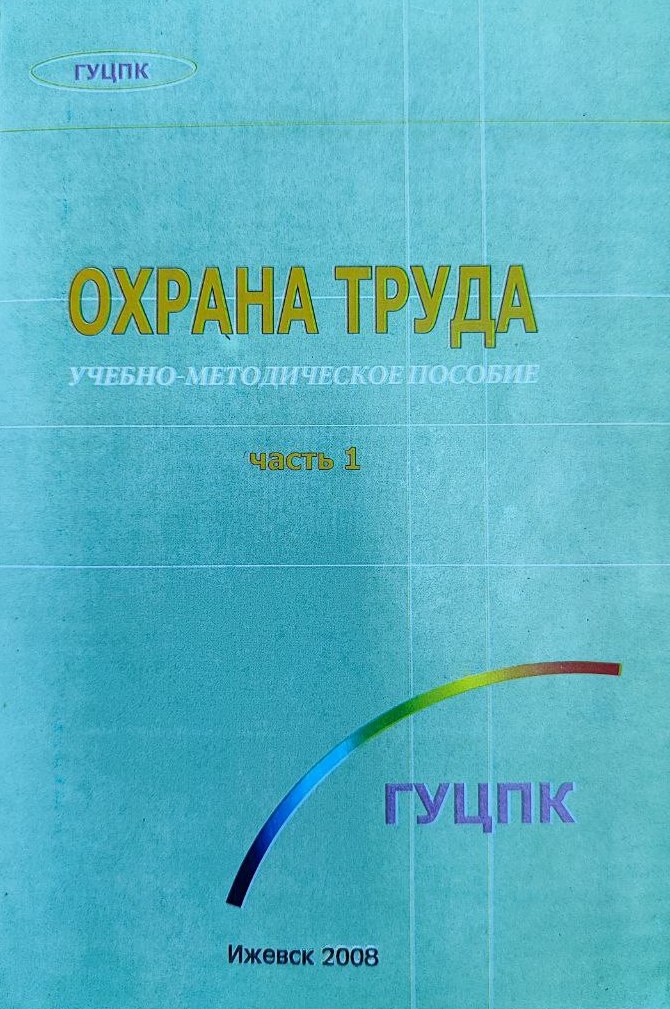 ГУЦПК
ОХРАНА ТРУДА
УЧЕБНО-МЕТОДИЧЕСКОЕ ПОСОБИЕ
часть 1
ГУЦПК
Ижевск 2008